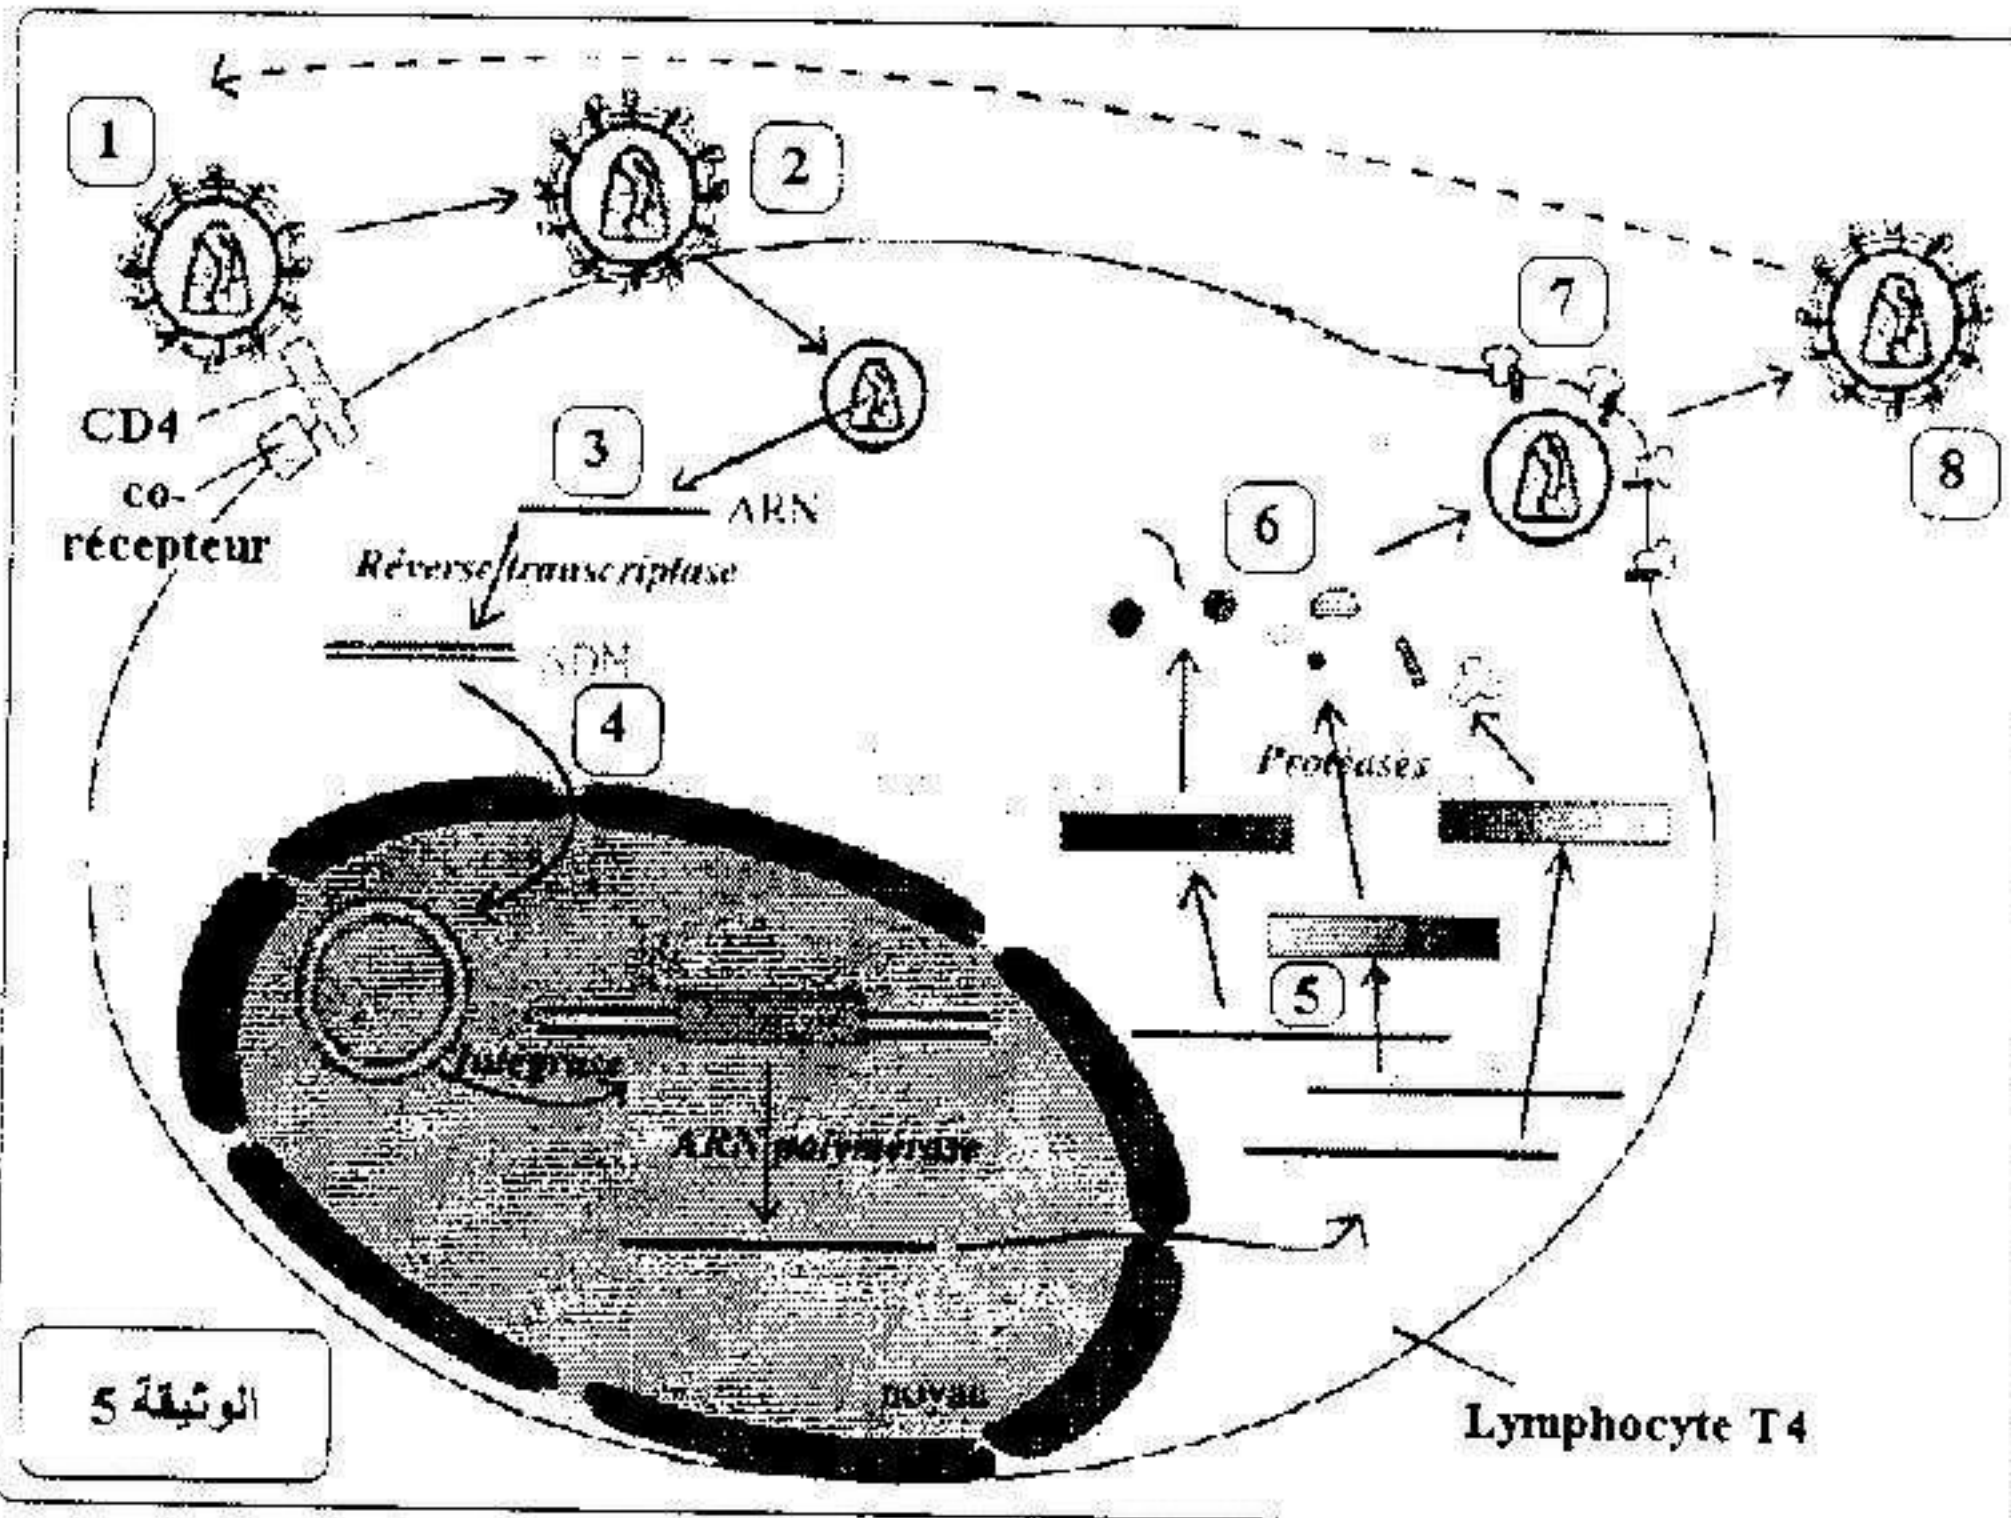 1
2
7
8
CD4
co-
récepteur
3
ARN
Réverse transcriptase
ADN
4
6
Protéases
5
Intégrase
ARN polymérase
noyau
Lymphocyte T4
الوثيقة 5